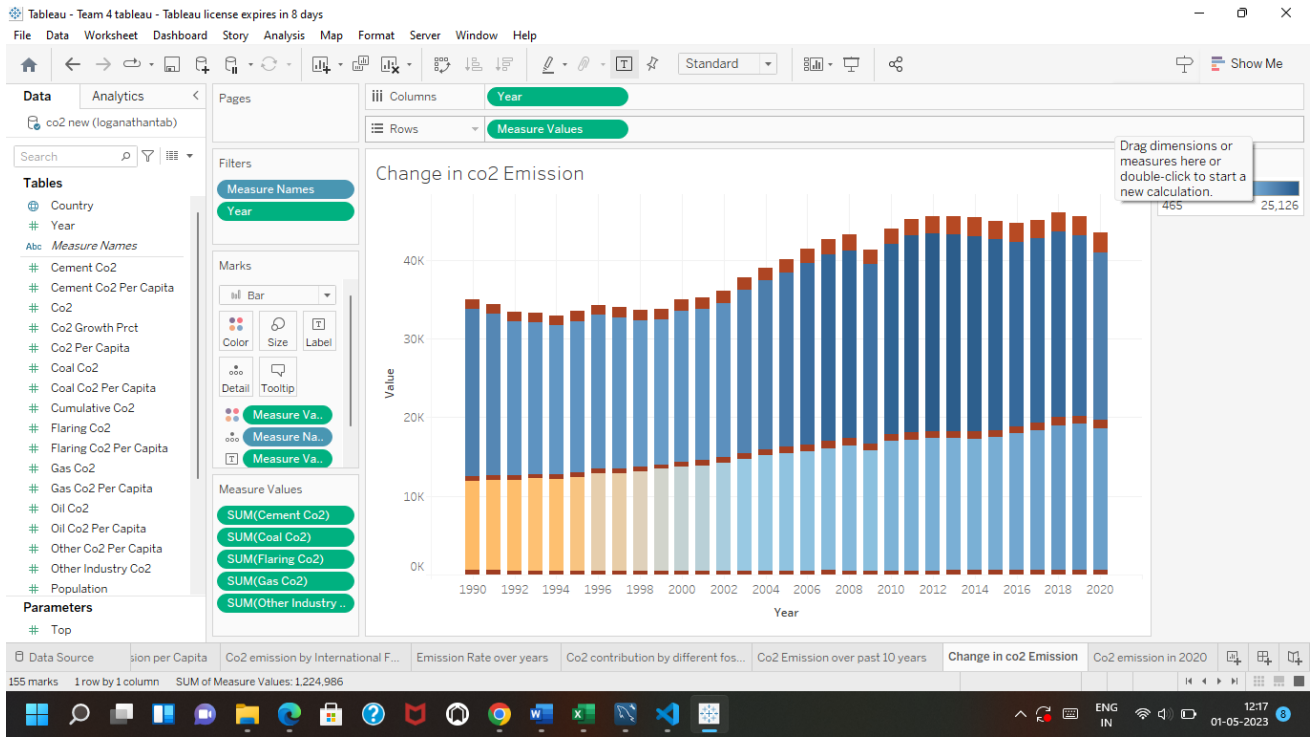 Tableau - Team 4 tableau - Tableau license expires in 8 days
File Data Worksheet Dashboard Story Analysis Map Format Server Window Help
Standard
Show Me
Data Analytics
co2 new (loganathantab)
Search
Tables
Country
Year
Abc Measure Names
Cement Co2
Cement Co2 Per Capita
Co2
Co2 Growth Prct
Co2 Per Capita
Coal Co2
Coal Co2 Per Capita
Cumulative Co2
Flaring Co2
Flaring Co2 Per Capita
Gas Co2
Gas Co2 Per Capita
Oil Co2
Oil Co2 Per Capita
Other Co2 Per Capita
Other Industry Co2
Population
Parameters
Top
Pages
Filters
Measure Names
Year
Marks
Bar
Color Size Label
Detail Tooltip
Measure Va..
Measure Na..
Measure Va..
Measure Values
SUM(Cement Co2)
SUM(Coal Co2)
SUM(Flaring Co2)
SUM(Gas Co2)
SUM(Other Industry ..
Columns Year
Rows Measure Values
Change in co2 Emission
40K
30K
20K
10K
0K
Value
1990 1992 1994 1996 1998 2000 2002 2004 2006 2008 2010 2012 2014 2016 2018 2020
Year
Drag dimensions or
measures here or
double-click to start a
new calculation.
465 25,126
Data Source sion per Capita Co2 emission by International F... Emission Rate over years Co2 contribution by different fos... Co2 Emission over past 10 years Change in co2 Emission Co2 emission in 2020
155 marks 1 row by 1 column SUM of Measure Values: 1,224,986
ENG
IN
12:17
01-05-2023
8